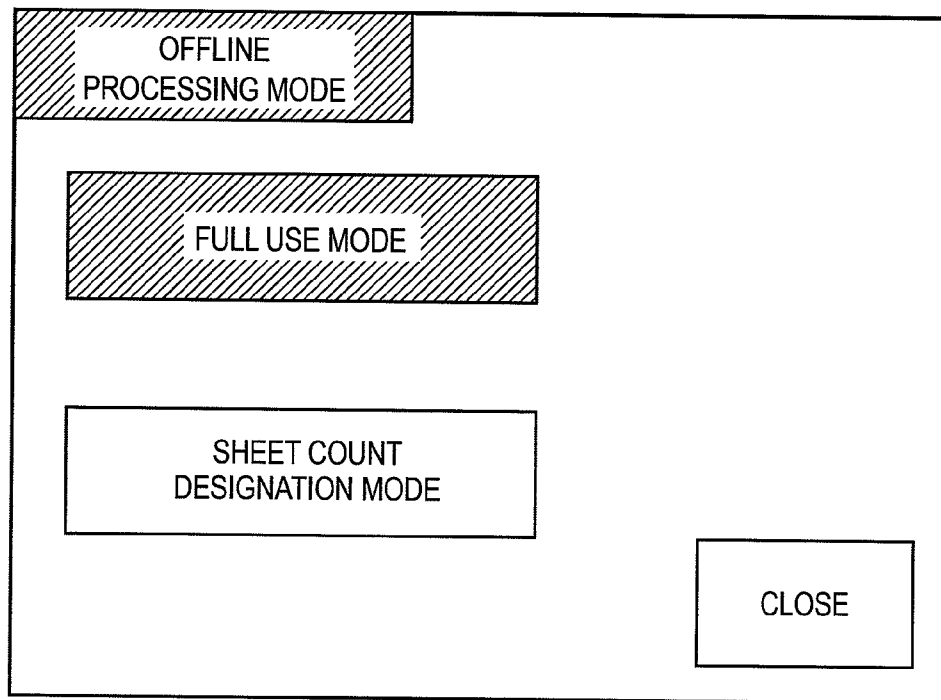 OFFLINE
PROCESSING MODE
FULL USE MODE
SHEET COUNT
DESIGNATION MODE
CLOSE